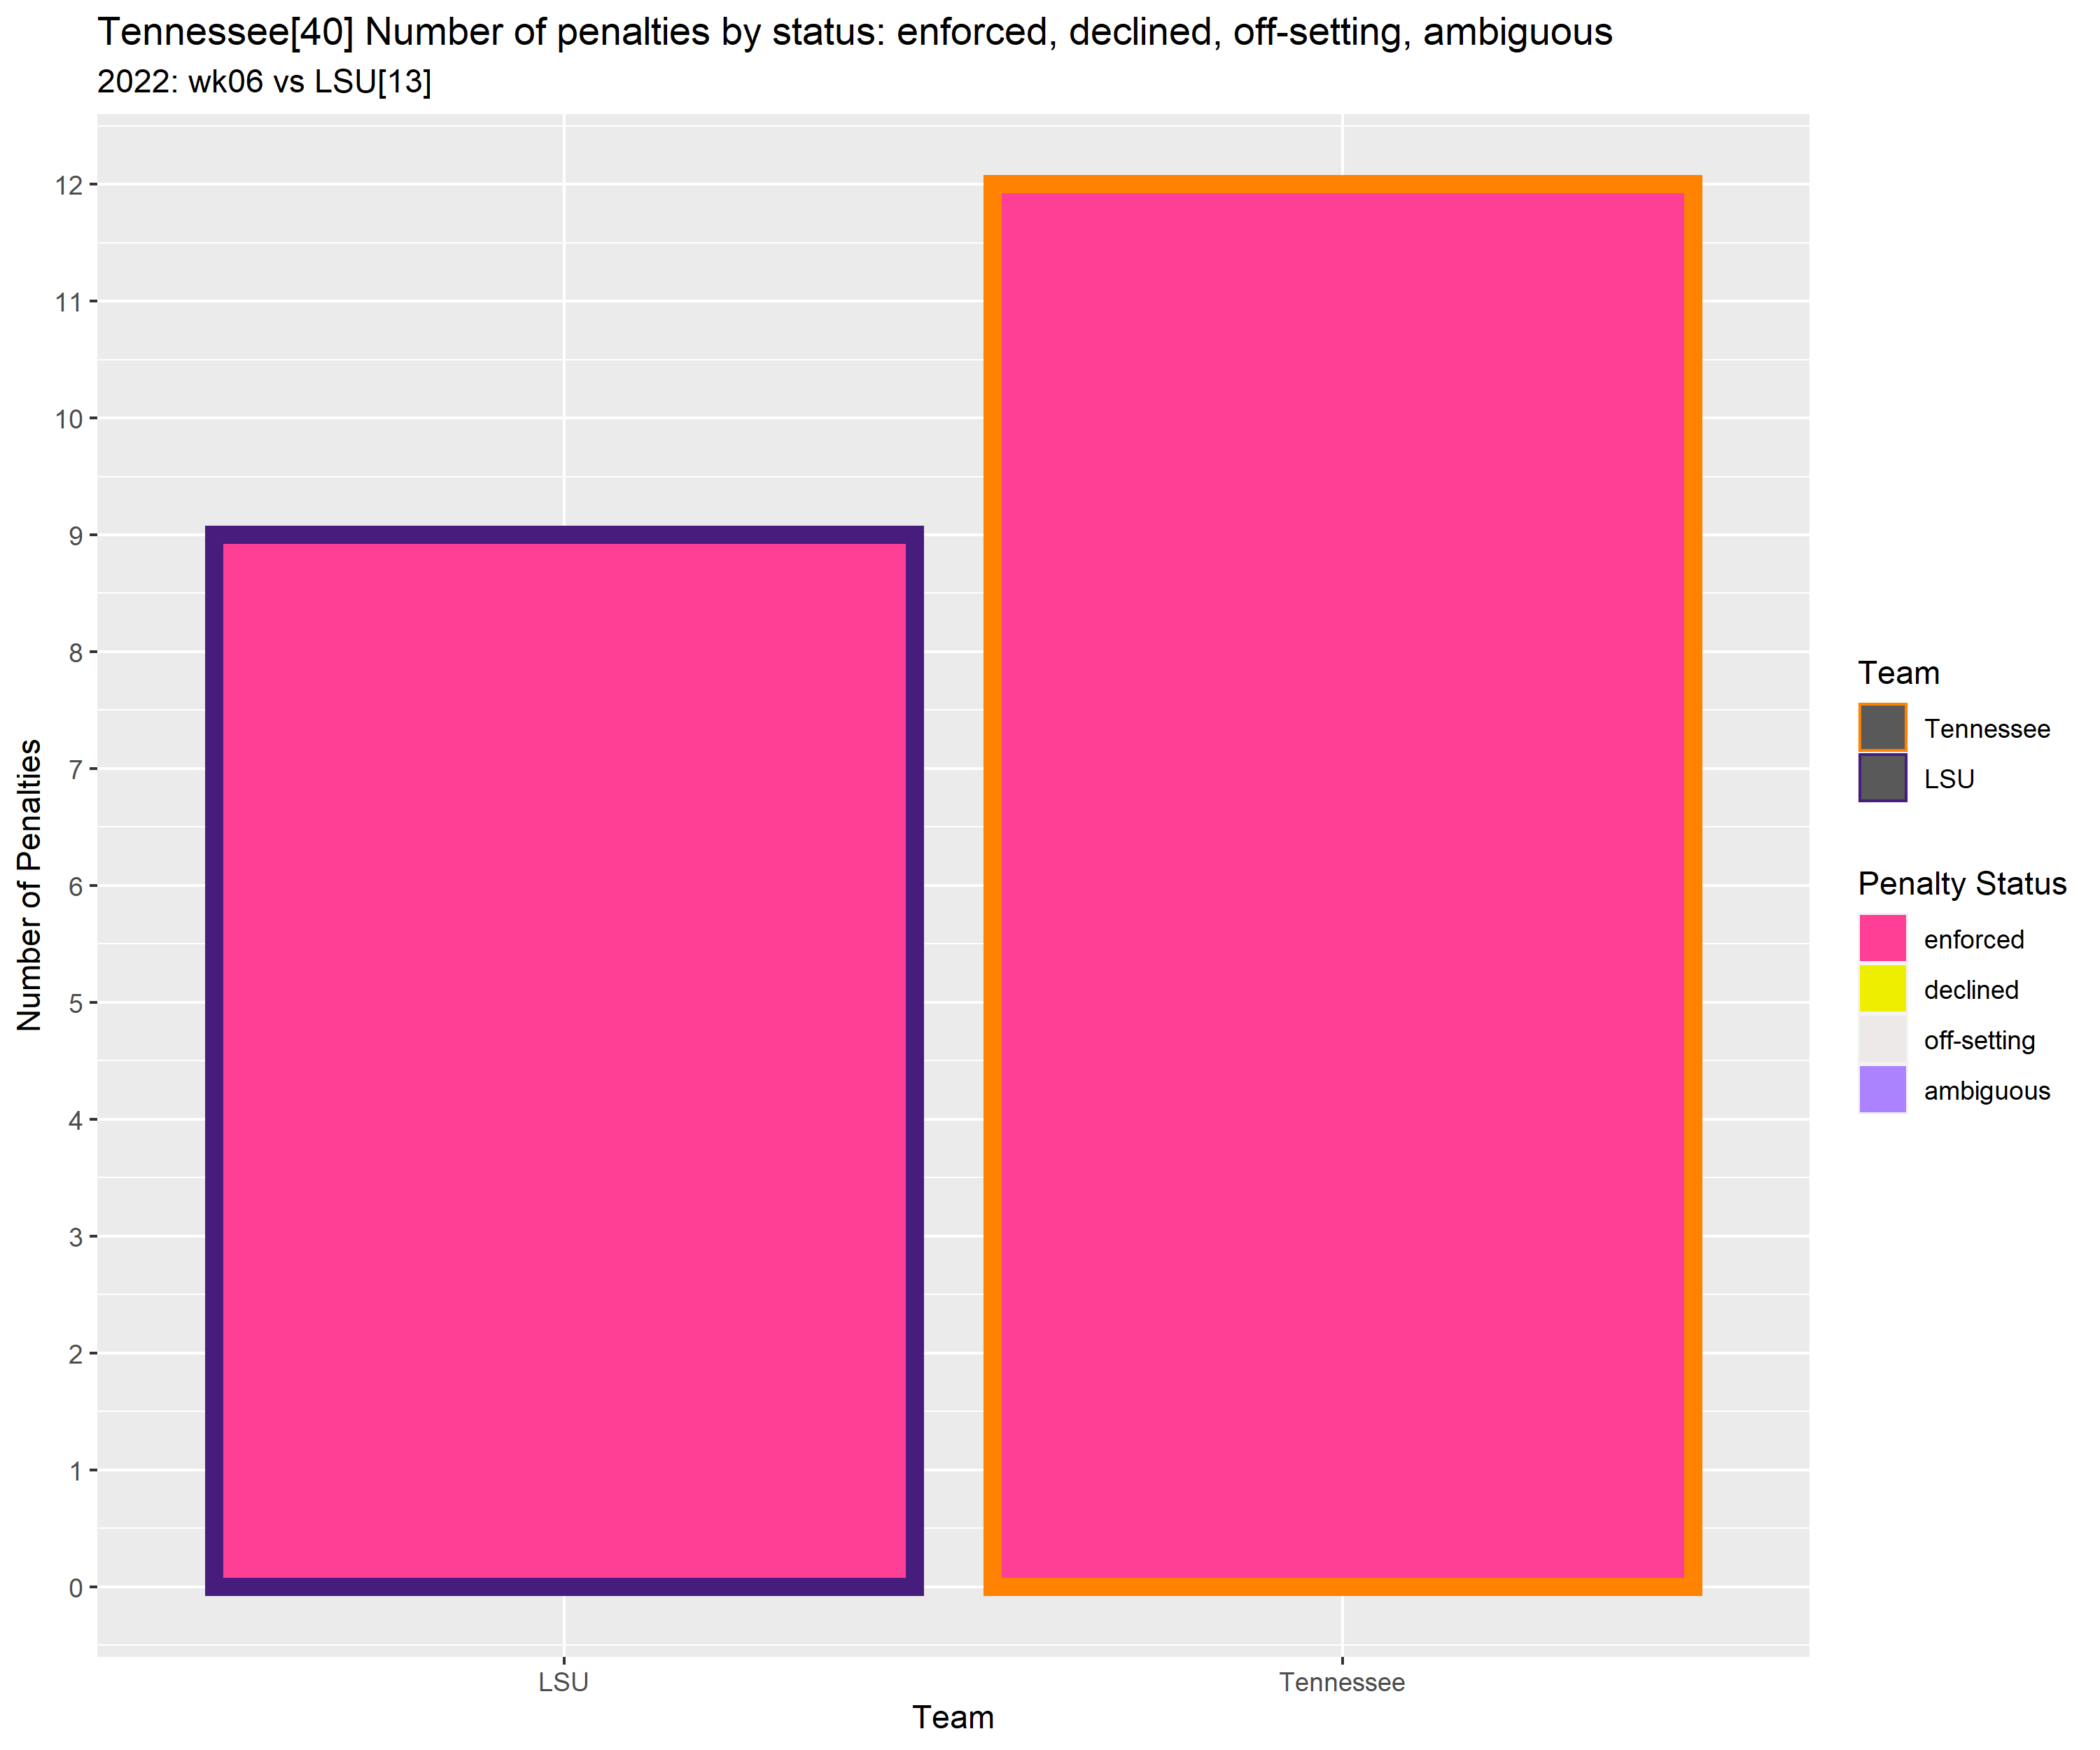 Tennessee[40] Number of penalties by status: enforced, declined, off-setting, ambiguous
2022: wk06 vs LSU[13]
Number of Penalties
12
11
10
9
8
7
6
5
4
3
2
1
0
LSU
Tennessee
Team
Team
Tennessee
LSU
Penalty Status
enforced
declined
off-setting
ambiguous